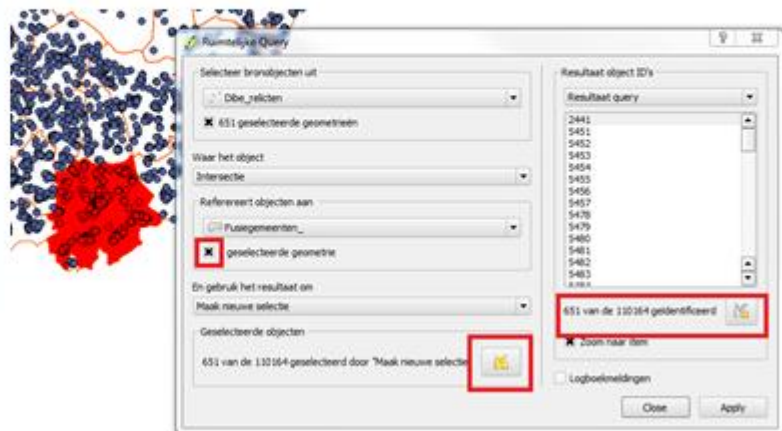 Ruimtelijke Query
Selecteer bronobjecten uit
Dibe_relicten
651 geselecteerde geometrieën
Waar het object
Intersectie
Refereert objecten aan
Fusiegemeenten_
geselecteerde geometrie
En gebruik het resultaat om
Maak nieuwe selectie
Geselecteerde objecten
651 van de 110164 geselecteerd door "Maak nieuwe selectie
Resultaat object ID's
Resultaat query
2441
5451
5452
5453
5454
5455
5456
5457
5478
5479
5480
5481
5482
5483
651 van de 110164 geïdentificeerd
Zoom naar item
Logboekmeldingen
Close
Apply